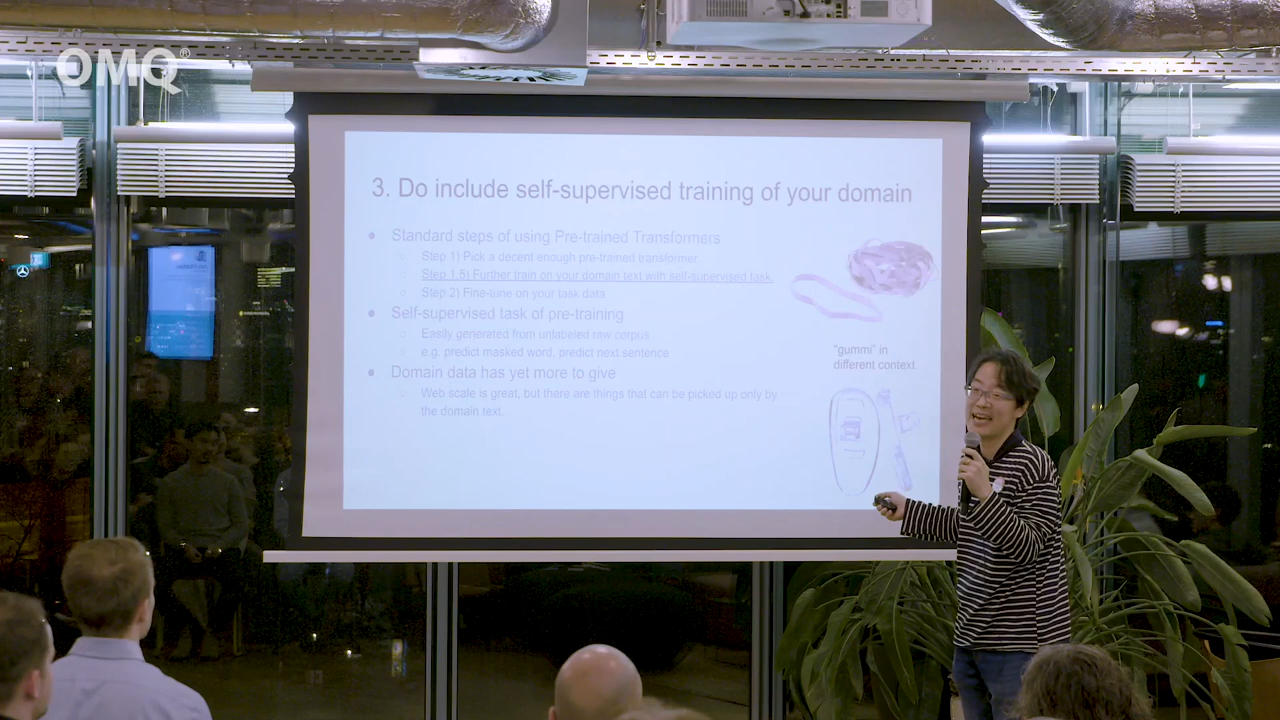 OMQ®
3. Do include self-supervised training of your domain
Standard steps of using Pre-trained Transformers
Step 1) Pick a decent enough pre-trained transformer
Step 1.5) Further train on your domain text with self-supervised task.
Step 2) Fine-tune on your task data
Self-supervised task of pre-training
Easily generated from unlabeled raw corpus
e.g. predict masked word, predict next sentence
Domain data has yet more to give
Web scale is great, but there are things that can be picked up only by
the domain text.
"gummi" in
different context